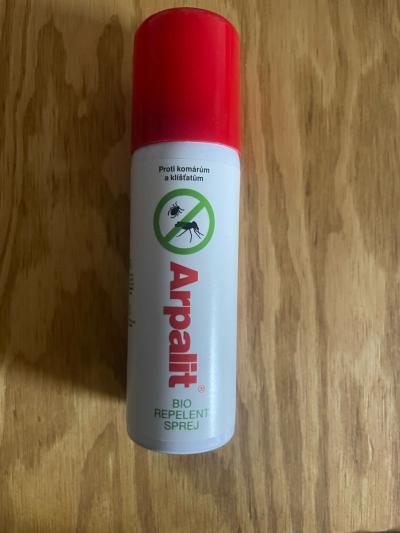 Proti komárům
a klíšťatům
Arpalit®
BIO
REPELENT
SPREJ